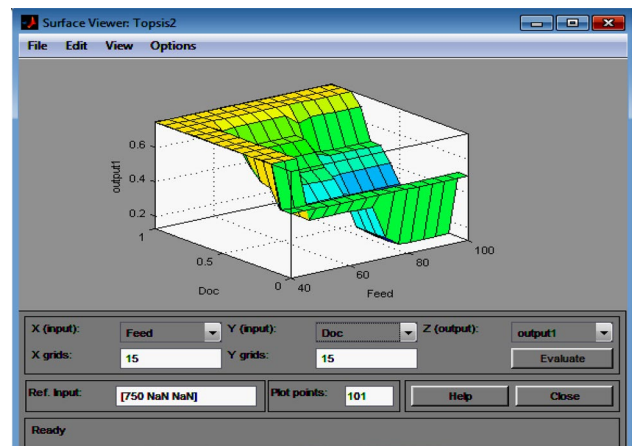 Surface Viewer: Topsis2
File Edit View Options
0.6
0.4
0.2
output1
1
0.5
0
Doc
40
60
80
100
Feed
X (input): Feed Y (input): Doc Z (output): output1
X grids: 15 Y grids: 15 Evaluate
Ref. Input: [750 NaN NaN] Plot points: 101 Help Close
Ready